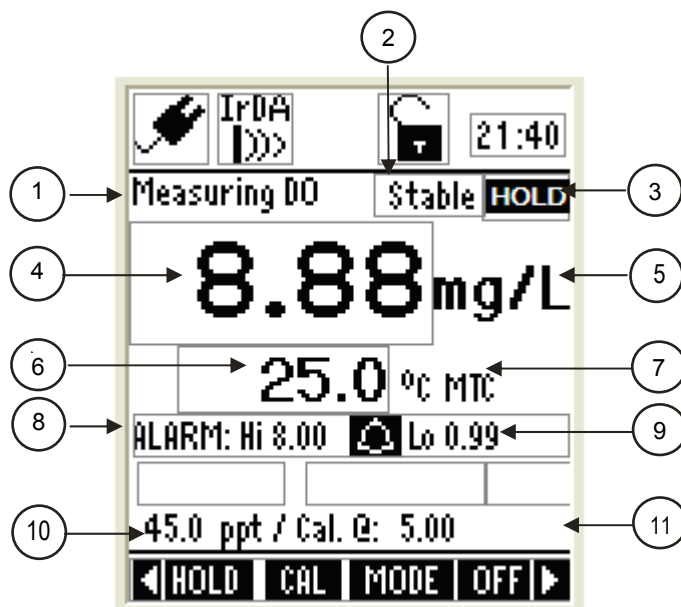 2
IrDA
21:40
1 Measuring DO Stable HOLD 3
4 8.88 mg/L 5
6 25.0 ºC MTC 7
8 ALARM: Hi 8.00 Lo 0.99 9
10 45.0 ppt / Cal. @: 5.00 11
HOLD CAL MODE OFF